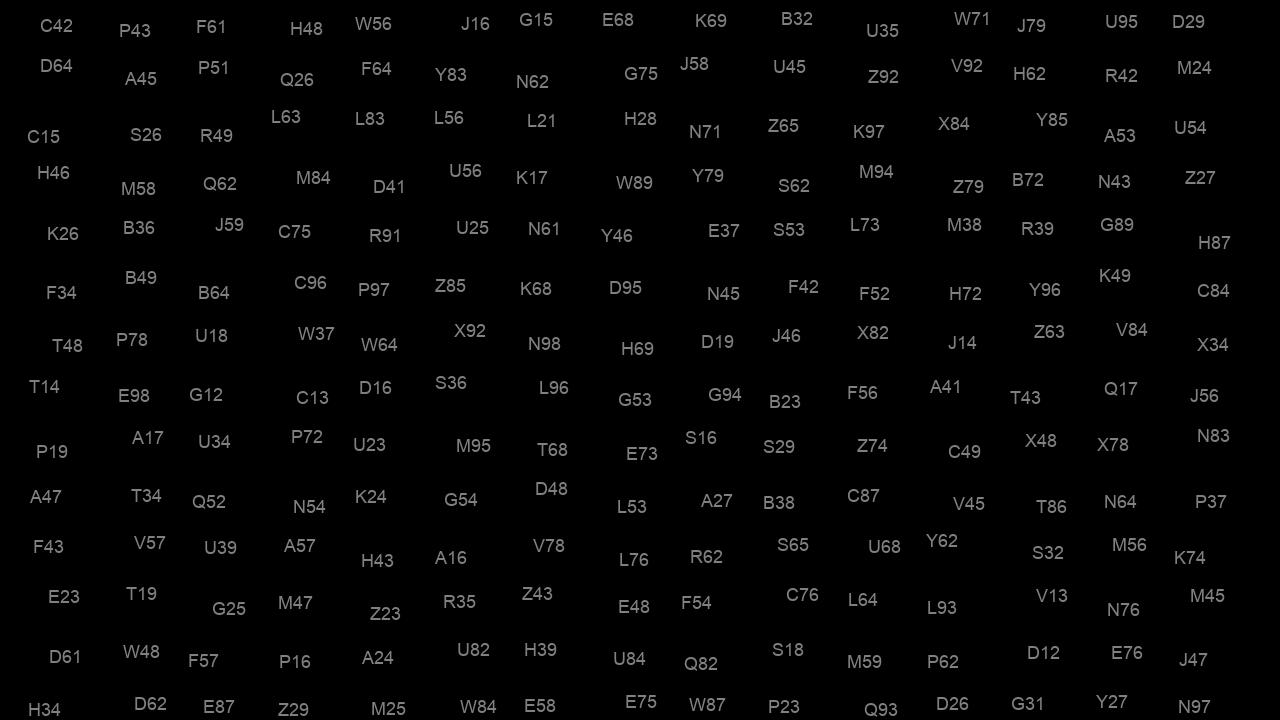 C42 P43 F61 H48 W56 J16 G15 E68 K69 B32 U35 W71 J79 U95 D29
D64 A45 P51 Q26 F64 Y83 N62 G75 J58 U45 Z92 V92 H62 R42 M24
C15 S26 R49 L63 L83 L56 L21 H28 N71 Z65 K97 X84 Y85 A53 U54
H46 M58 Q62 M84 D41 U56 K17 W89 Y79 S62 M94 Z79 B72 N43 Z27
K26 B36 J59 C75 R91 U25 N61 Y46 E37 S53 L73 M38 R39 G89 H87
F34 B49 B64 C96 P97 Z85 K68 D95 N45 F42 F52 H72 Y96 K49 C84
T48 P78 U18 W37 W64 X92 N98 H69 D19 J46 X82 J14 Z63 V84 X34
T14 E98 G12 C13 D16 S36 L96 G53 G94 B23 F56 A41 T43 Q17 J56
P19 A17 U34 P72 U23 M95 T68 E73 S16 S29 Z74 C49 X48 X78 N83
A47 T34 Q52 N54 K24 G54 D48 L53 A27 B38 C87 V45 T86 N64 P37
F43 V57 U39 A57 H43 A16 V78 L76 R62 S65 U68 Y62 S32 M56 K74
E23 T19 G25 M47 Z23 R35 Z43 E48 F54 C76 L64 L93 V13 N76 M45
D61 W48 F57 P16 A24 U82 H39 U84 Q82 S18 M59 P62 D12 E76 J47
H34 D62 E87 Z29 M25 W84 E58 E75 W87 P23 Q93 D26 G31 Y27 N97